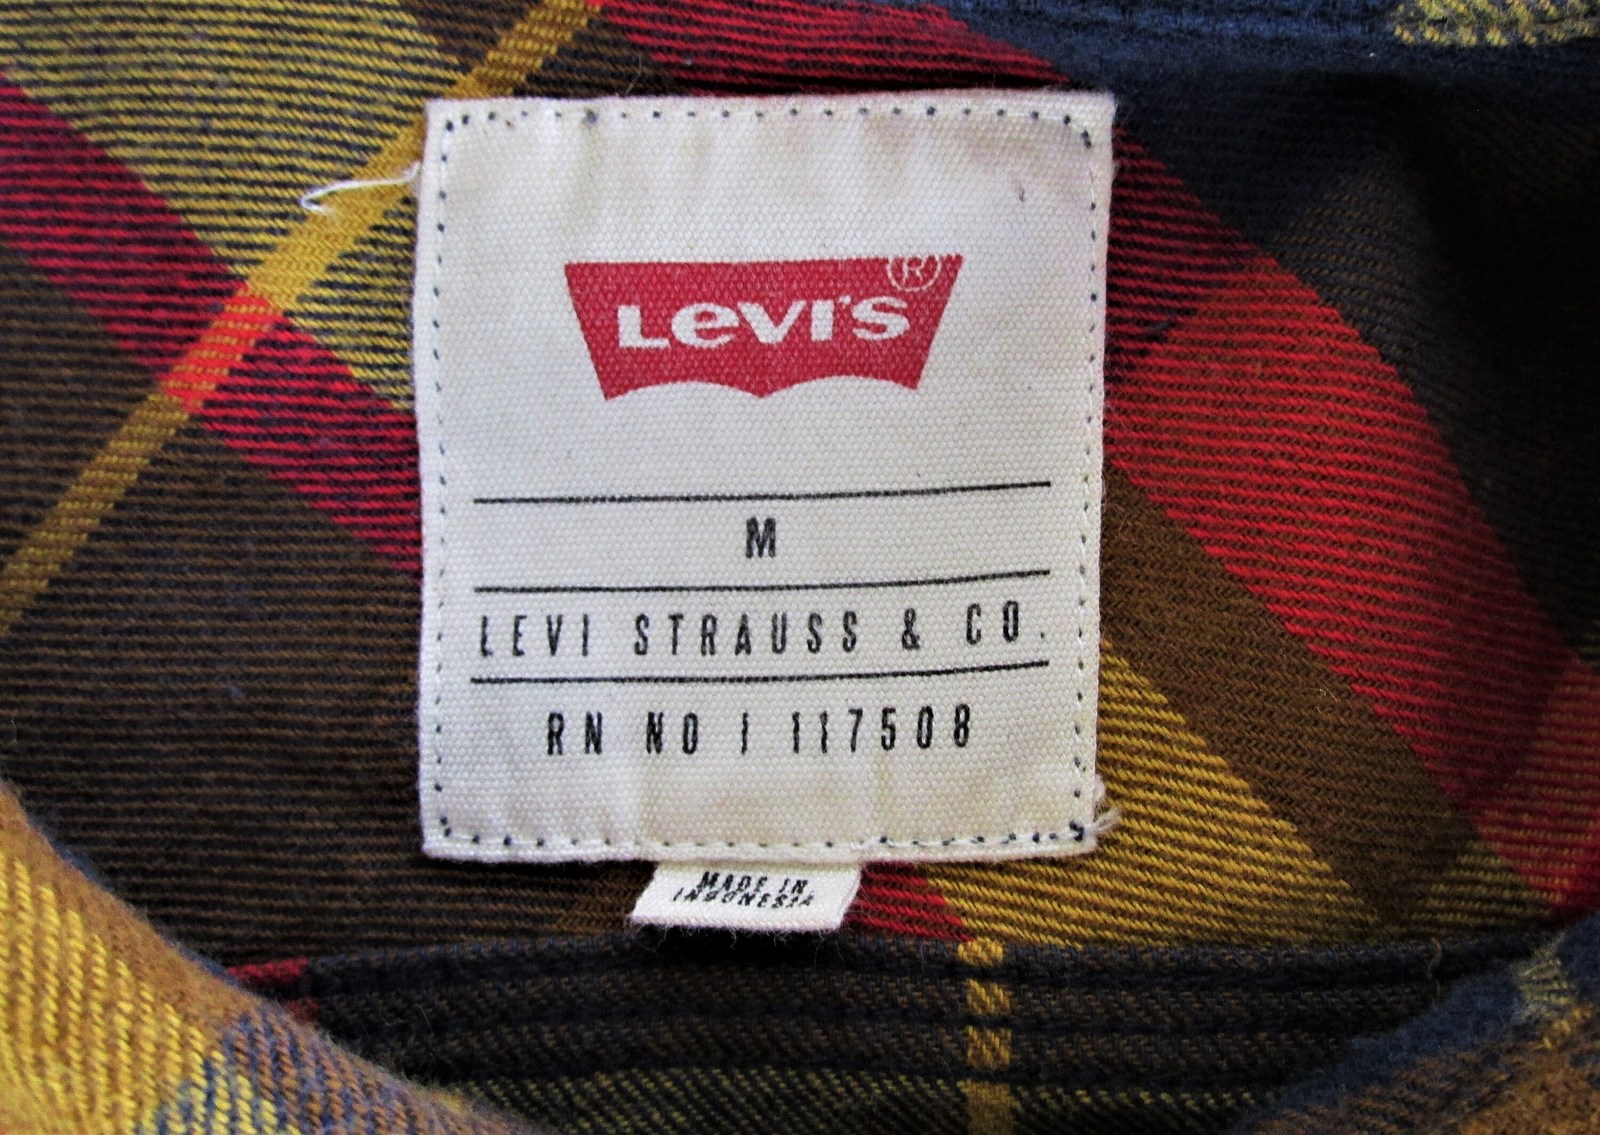 Levi's ®
M
LEVI STRAUSS & CO.
RN NO I 117508
MADE IN
INDONESIA